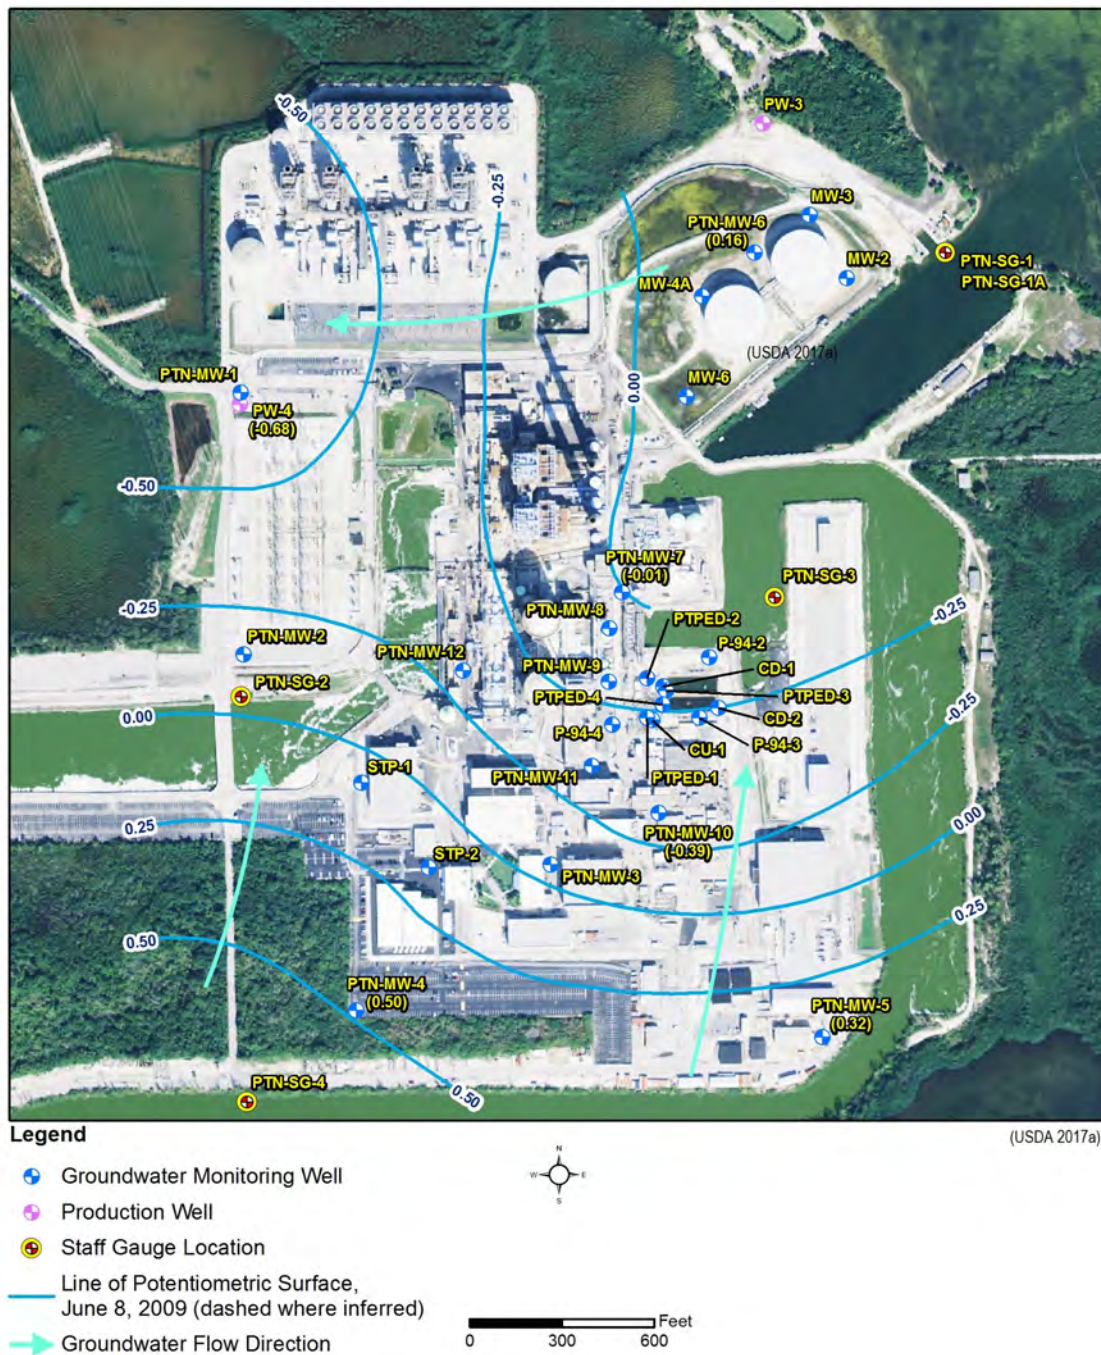 -0.50
PW-3
-0.25
MW-3
PTN-MW-6
(0.16)
MW-2
PTN-SG-1
PTN-SG-1A
MW-4A
(USDA 2017a)
PTN-MW-1
MW-6
0.00
PW-4
(-0.68)
-0.50
PTN-MW-7
(-0.01)
PTN-SG-3
-0.25
-0.25
PTN-MW-8
PTPED-2
PTN-MW-2
P-94-2
PTN-MW-12
PTN-MW-9
CD-1
PTN-SG-2
PTPED-4
PTPED-3
-0.25
0.00
CD-2
P-94-4
CU-1
P-94-3
STP-1
PTN-MW-11
PTPED-1
0.25
PTN-MW-10
(-0.39)
0.00
STP-2
PTN-MW-3
0.25
0.50
PTN-MW-4
(0.50)
PTN-MW-5
(0.32)
PTN-SG-4
0.50
Legend
(USDA 2017a)
N
W
E
S
Groundwater Monitoring Well
Production Well
Staff Gauge Location
Line of Potentiometric Surface,
June 8, 2009 (dashed where inferred)
Groundwater Flow Direction
Feet
0
300
600